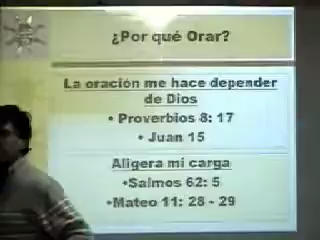 ¿Por qué Orar?
La oración me hace depender
de Dios
• Proverbios 8: 17
• Juan 15
Aligera mi carga
•Salmos 62: 5
•Mateo 11: 28 - 29